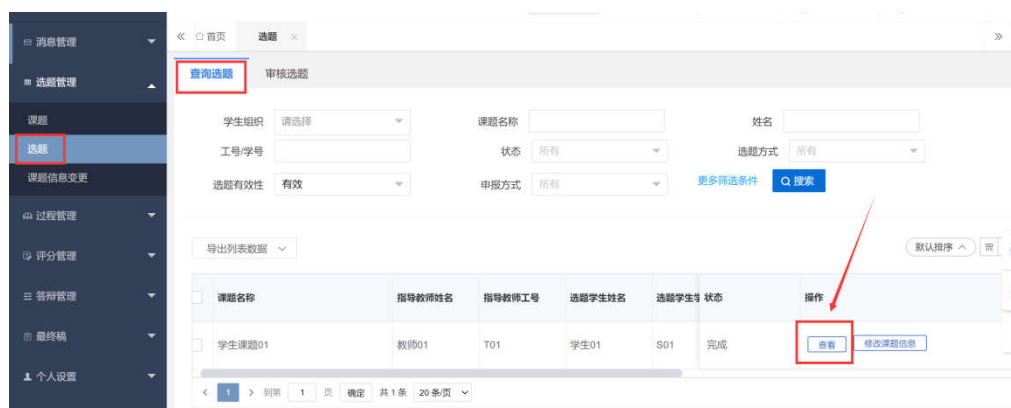 消息管理
选题管理
课题
选题
课题信息变更
过程管理
评分管理
答辩管理
最终稿
个人设置
首页 选题 ×
查询选题 审核选题
学生组织 请选择 课题名称 姓名
工号/学号 状态 所有 选题方式 所有
选题有效性 有效 申报方式 所有 更多筛选条件 搜索
导出列表数据 默认排序
课题名称 指导教师姓名 指导教师工号 选题学生姓名 选题学生学 状态 操作
学生课题01 教师01 T01 学生01 S01 完成 查看 修改课题信息
< 1 > 到第 1 页 确定 共 1 条 20 条/页